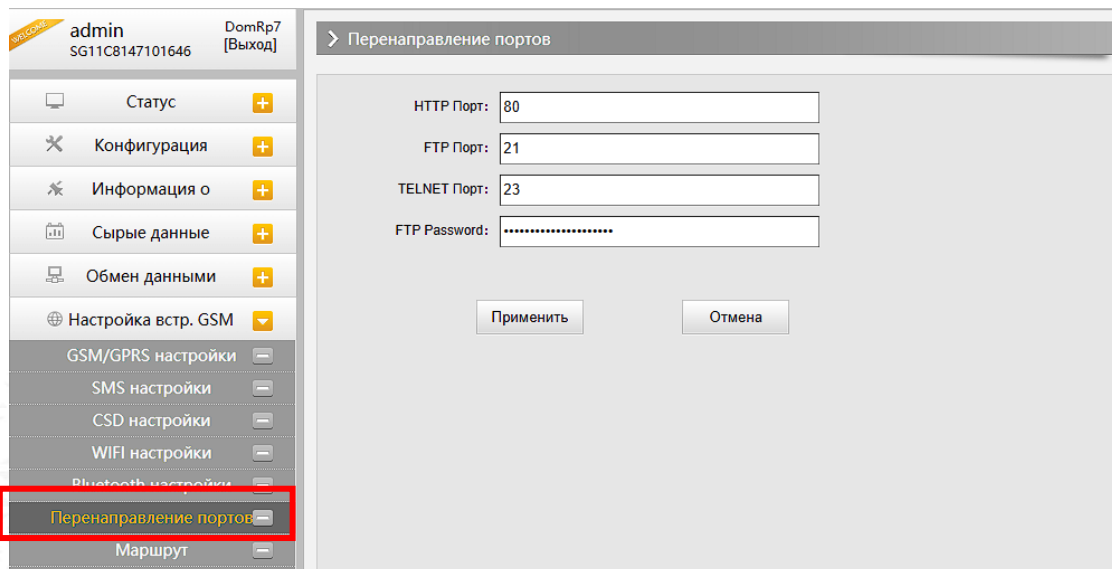 WELCOME
admin
DomRp7
SG11C8147101646
[Выход]
Статус
Конфигурация
Информация о
Сырые данные
Обмен данными
Настройка встр. GSM
GSM/GPRS настройки
SMS настройки
CSD настройки
WIFI настройки
Bluetooth настройки
Перенаправление портов
Маршрут
Перенаправление портов
HTTP Порт: 80
FTP Порт: 21
TELNET Порт: 23
FTP Password: •••••••••••••••••••••
Применить
Отмена